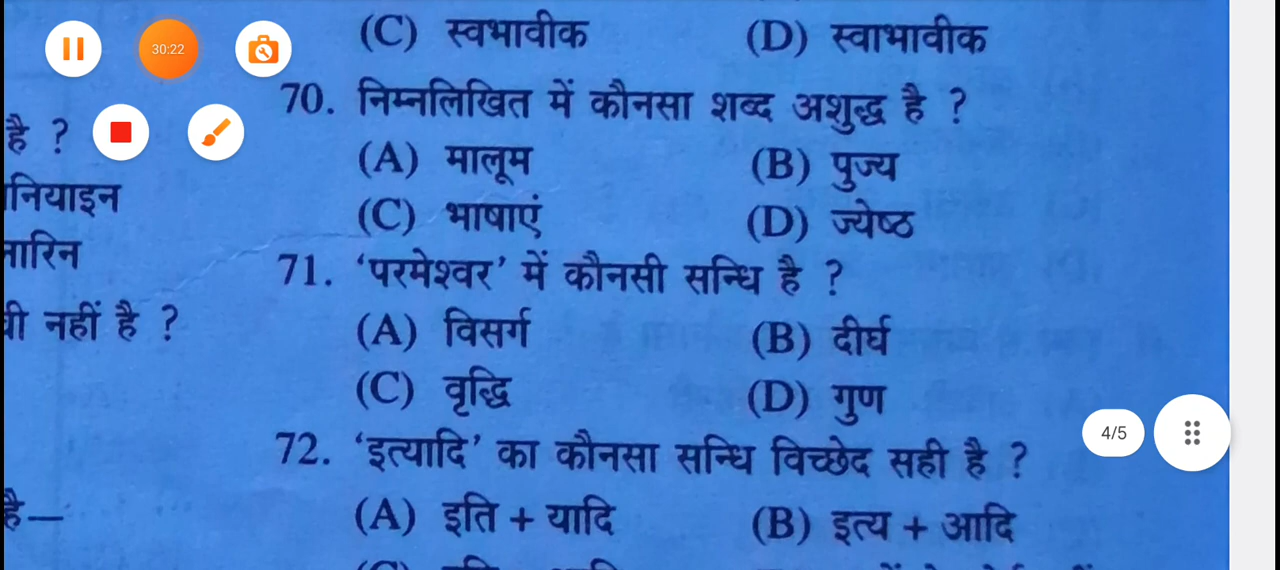 (C) स्वभावीक (D) स्वाभावीक
30:22
70. निम्नलिखित में कौनसा शब्द अशुद्ध है ?
है ?
(A) मालूम (B) पुज्य
नियाइन
(C) भाषाएं (D) ज्येष्ठ
नारिन
71. ‘परमेश्वर’ में कौनसी सन्धि है ?
नहीं है ?
(A) विसर्ग (B) दीर्घ
(C) वृद्धि (D) गुण
4/5
72. ‘इत्यादि’ का कौनसा सन्धि विच्छेद सही है ?
है—
(A) इति + यादि (B) इत्य + आदि